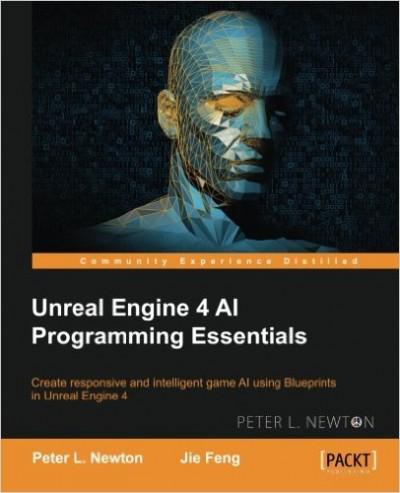 Community Experience Distilled
Unreal Engine 4 AI
Programming Essentials
Create responsive and intelligent game AI using Blueprints
in Unreal Engine 4
PETER L. NEWTON
Peter L. Newton Jie Feng
[PACKT]
PUBLISHING